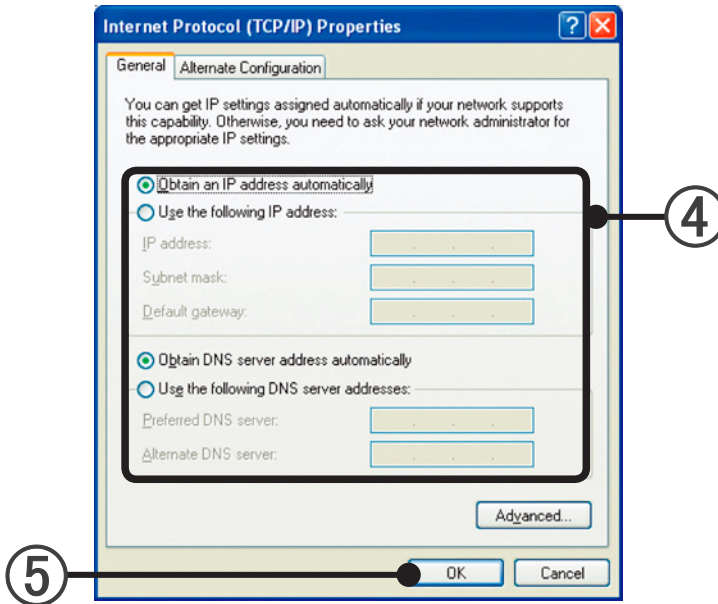 Internet Protocol (TCP/IP) Properties
General Alternate Configuration
You can get IP settings assigned automatically if your network supports
this capability. Otherwise, you need to ask your network administrator for
the appropriate IP settings.
Obtain an IP address automatically
Use the following IP address:
④
IP address:
Subnet mask:
Default gateway:
Obtain DNS server address automatically
Use the following DNS server addresses:
Preferred DNS server:
Alternate DNS server:
Advanced...
⑤
OK Cancel